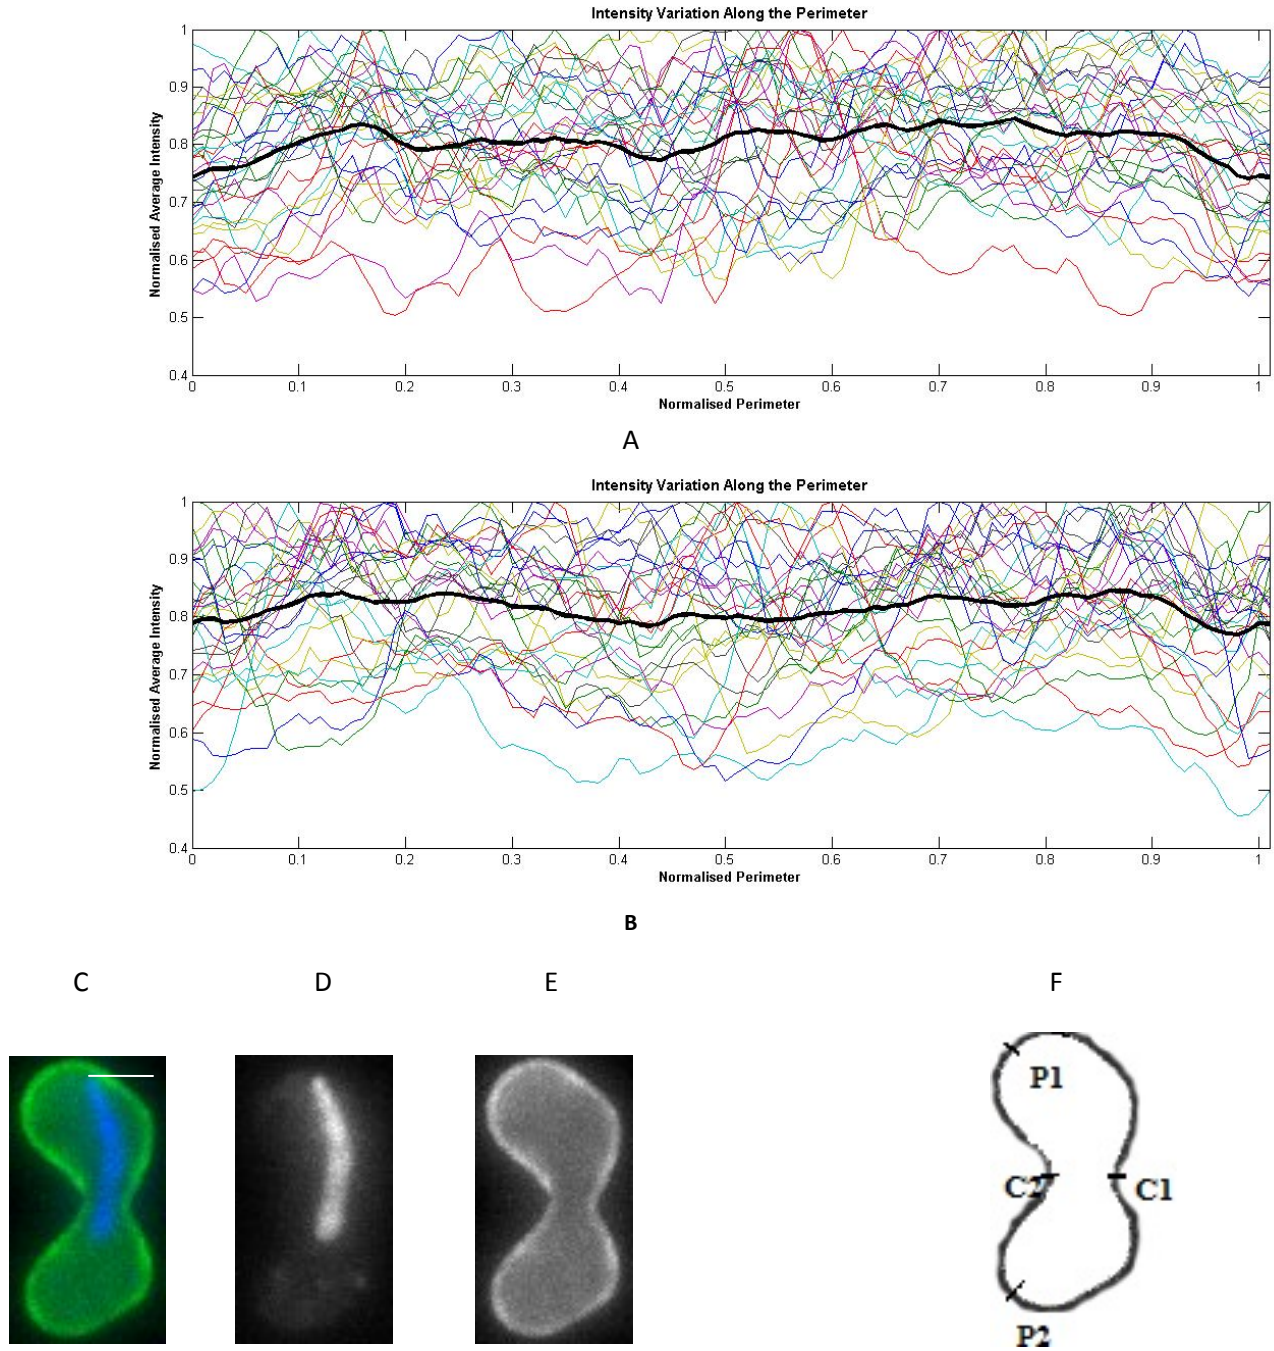 Intensity Variation Along the Perimeter
Normalised Average Intensity
1
0.9
0.8
0.7
0.6
0.5
0.4
0 0.1 0.2 0.3 0.4 0.5 0.6 0.7 0.8 0.9 1
Normalised Perimeter
A
Intensity Variation Along the Perimeter
Normalised Average Intensity
1
0.9
0.8
0.7
0.6
0.5
0.4
0 0.1 0.2 0.3 0.4 0.5 0.6 0.7 0.8 0.9 1
Normalised Perimeter
B
C D E F
P1
C2 C1
P2